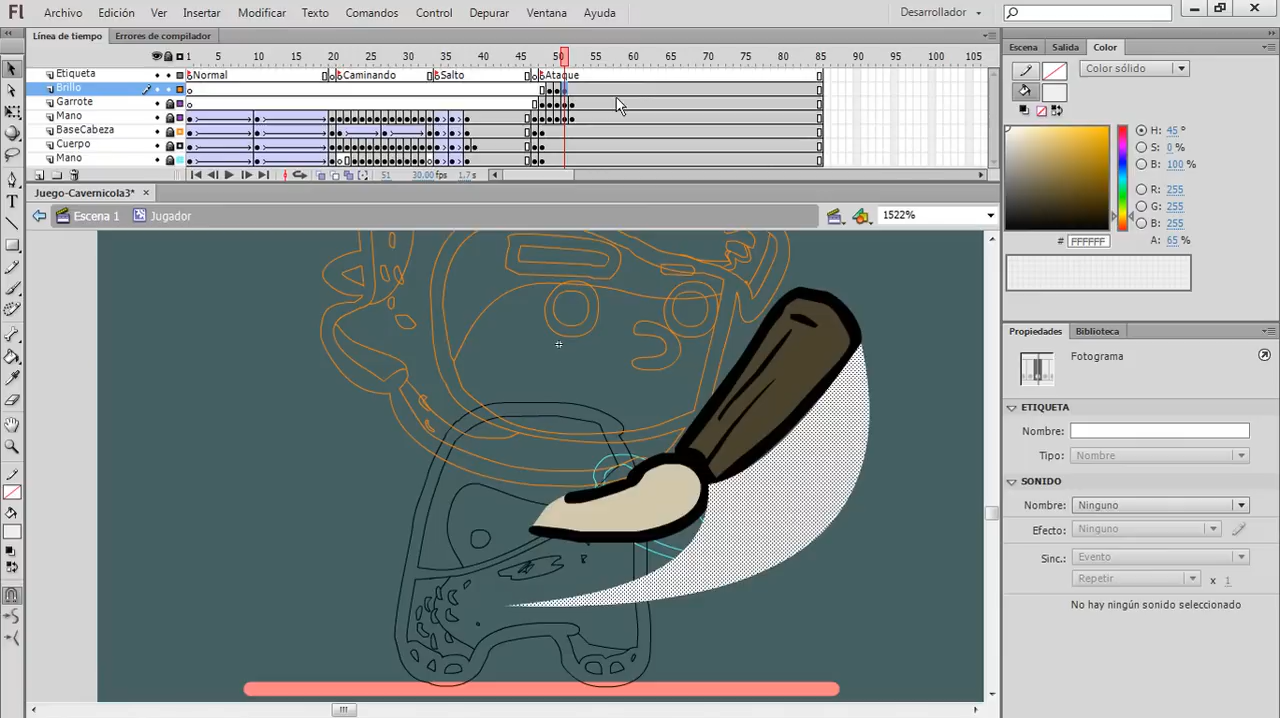 Fl Archivo Edición Ver Insertar Modificar Texto Comandos Control Depurar Ventana Ayuda Desarrollador
Línea de tiempo Errores de compilador
1 5 10 15 20 25 30 35 40 45 50 55 60 65 70 75 80 85 90 95 100 105
Etiqueta Normal Caminando Salto Ataque
Brillo
Garrote
Mano
BaseCabeza
Cuerpo
Mano
51 30.00 fps 1.7 s
Juego-Cavernicola3* ×
Escena 1 Jugador 1522%
Escena Salida Color
Color sólido
H: 45 °
S: 0 %
B: 100 %
R: 255
G: 255
B: 255
# FFFFFF A: 65 %
Propiedades Biblioteca
Fotograma
ETIQUETA
Nombre:
Tipo: Nombre
SONIDO
Nombre: Ninguno
Efecto: Ninguno
Sinc.: Evento
Repetir x 1
No hay ningún sonido seleccionado